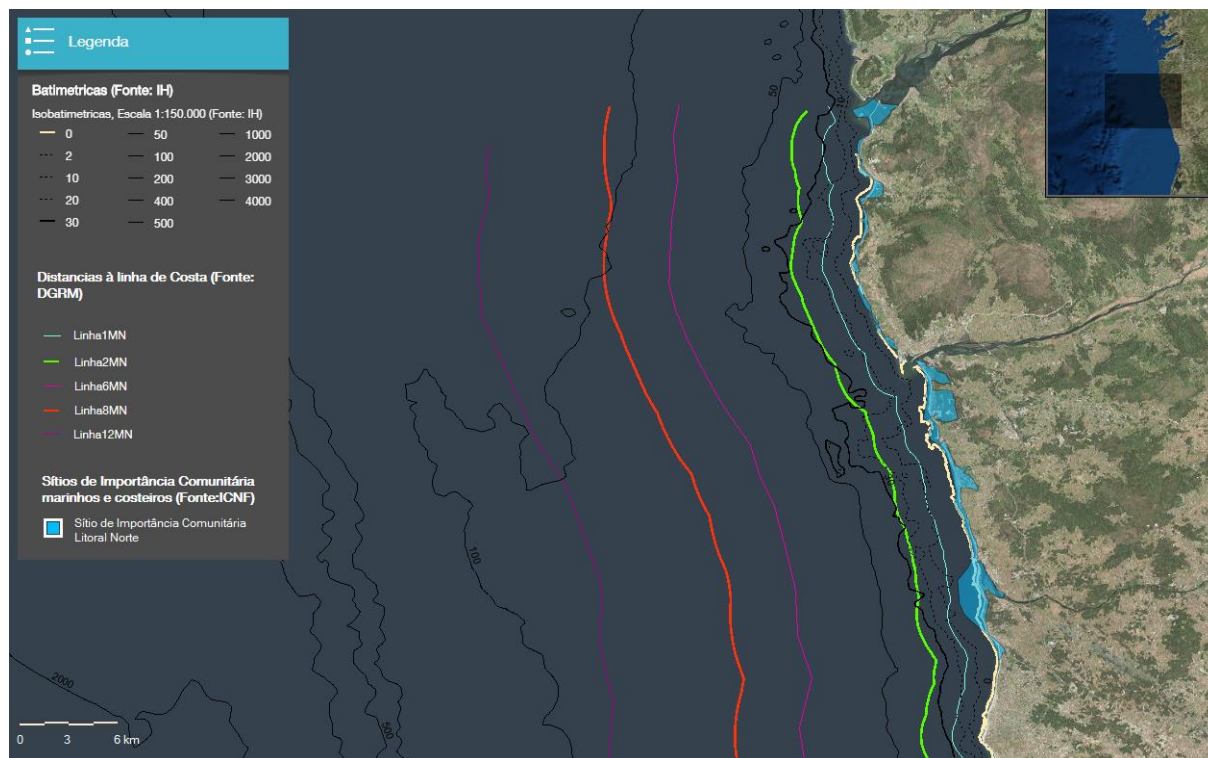 Legenda
Batimetricas (Fonte: IH)
Isobatimetricas, Escala 1:150.000 (Fonte: IH)
0 50 1000
2 100 2000
10 200 3000
20 400 4000
30 500
Distancias à linha de Costa (Fonte:
DGRM)
Linha1MN
Linha2MN
Linha6MN
Linha8MN
Linha12MN
Sítios de Importância Comunitária
marinhos e costeiros (Fonte:ICNF)
Sítio de Importância Comunitária
Litoral Norte
50
100
2000
500
0
0 3 6 km